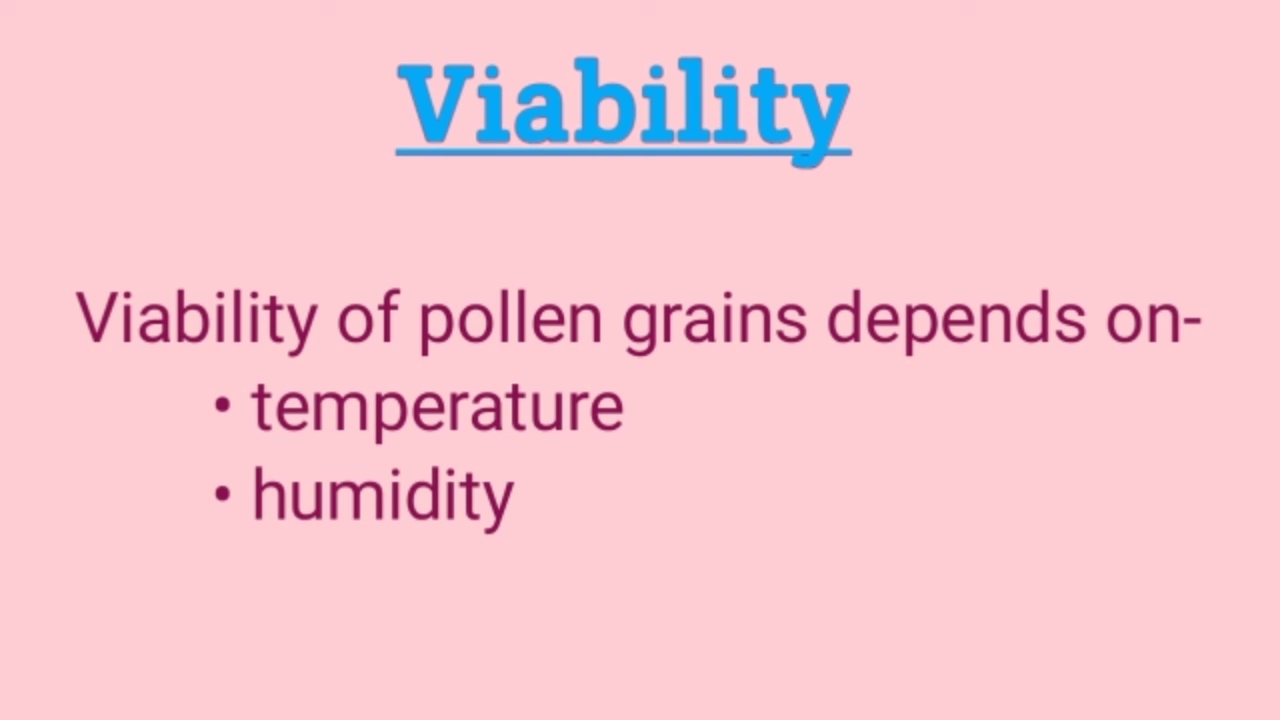 Viability
Viability of pollen grains depends on-
• temperature
• humidity